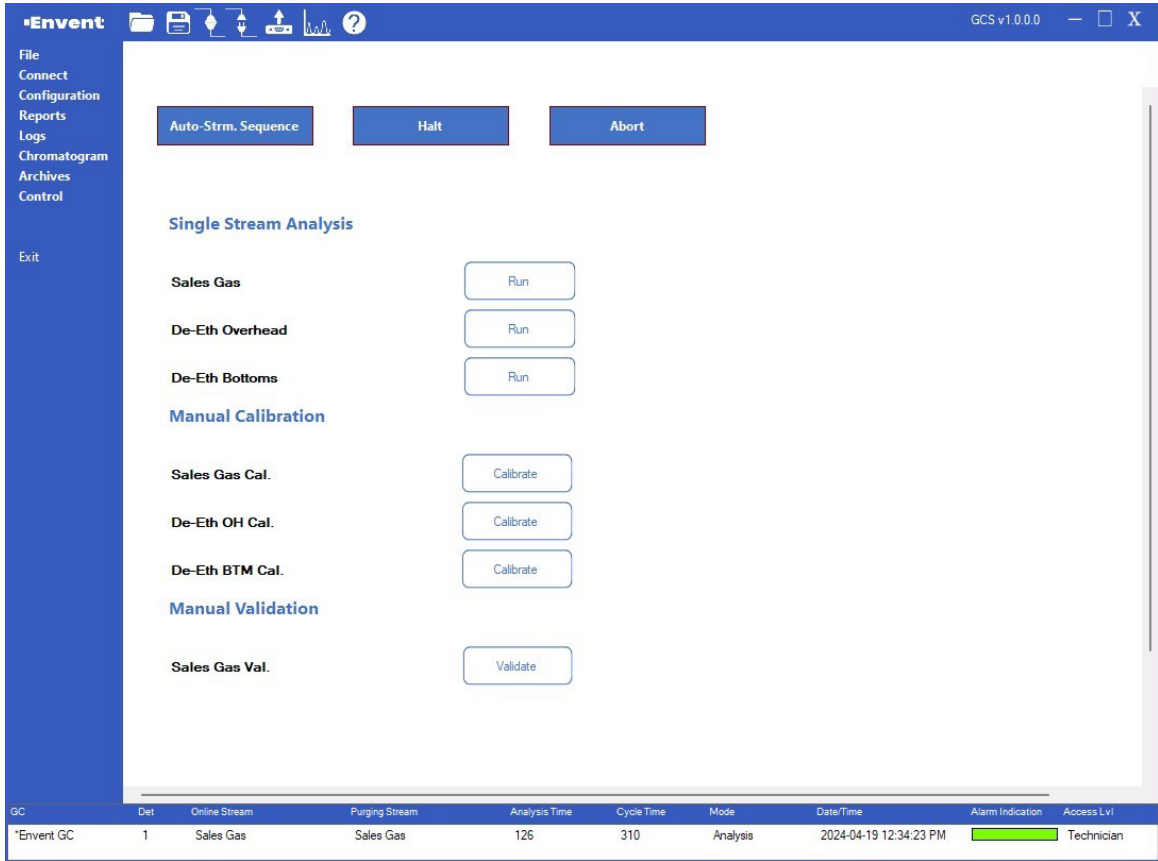 Envent
GCS v1.0.0.0
X
File
Connect
Configuration
Reports
Logs
Chromatogram
Archives
Control
Exit
Auto-Strm. Sequence Halt Abort
Single Stream Analysis
Sales Gas Run
De-Eth Overhead Run
De-Eth Bottoms Run
Manual Calibration
Sales Gas Cal. Calibrate
De-Eth OH Cal. Calibrate
De-Eth BTM Cal. Calibrate
Manual Validation
Sales Gas Val. Validate
GC Det Online Stream Purging Stream Analysis Time Cycle Time Mode Date/Time Alarm Indication Access Lvl
*Envent GC 1 Sales Gas Sales Gas 126 310 Analysis 2024-04-19 12:34:23 PM Technician